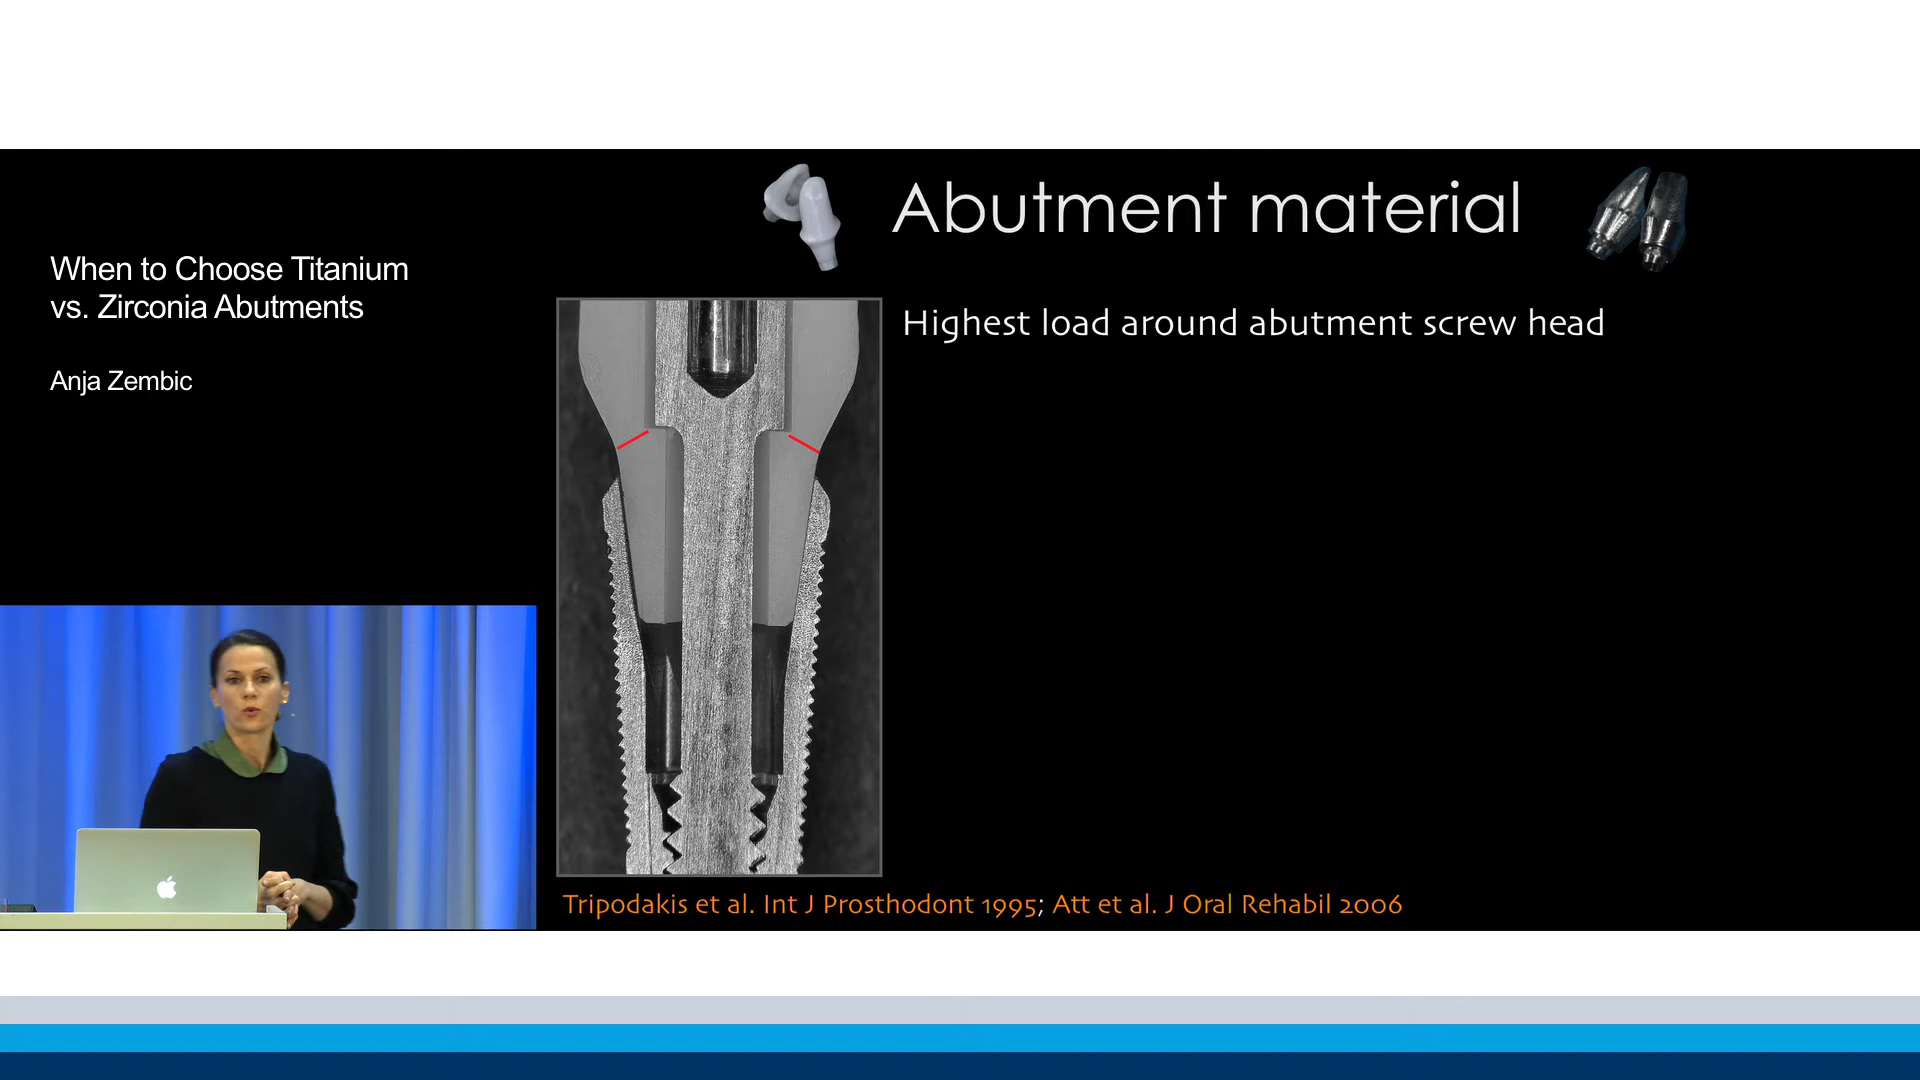 Abutment material
When to Choose Titanium
vs. Zirconia Abutments
Anja Zembic
Highest load around abutment screw head
Tripodakis et al. Int J Prosthodont 1995; Att et al. J Oral Rehabil 2006